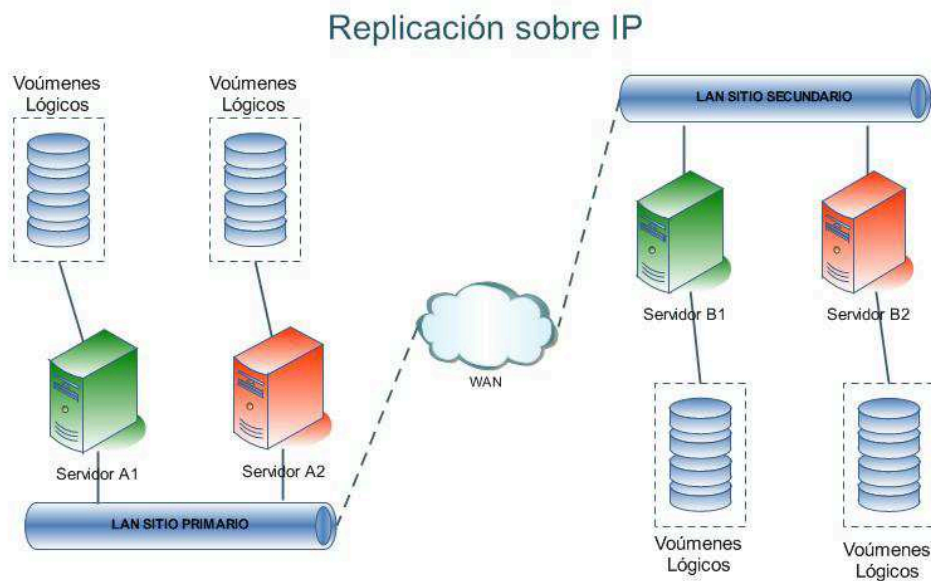 Replicación sobre IP
Voúmenes
Lógicos
Voúmenes
Lógicos
LAN SITIO SECUNDARIO
Servidor B1
Servidor B2
WAN
Servidor A1
Servidor A2
LAN SITIO PRIMARIO
Voúmenes
Lógicos
Voúmenes
Lógicos